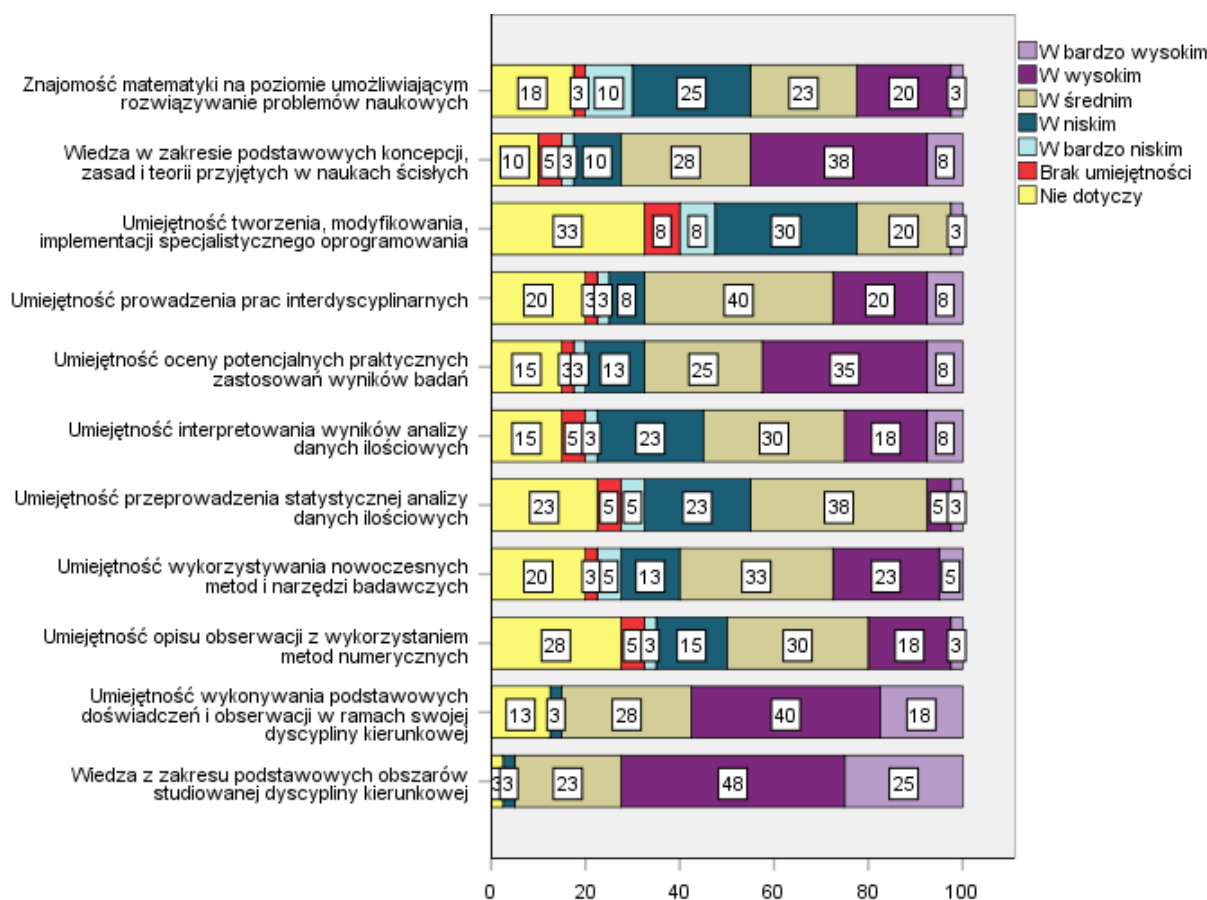 W bardzo wysokim
W wysokim
W średnim
W niskim
W bardzo niskim
Brak umiejętności
Nie dotyczy
Znajomość matematyki na poziomie umożliwiającym
rozwiązywanie problemów naukowych
18 3 10 25 23 20 3
Wiedza w zakresie podstawowych koncepcji,
zasad i teorii przyjętych w naukach ścisłych
10 5 3 10 28 38 8
Umiejętność tworzenia, modyfikowania,
implementacji specjalistycznego oprogramowania
33 8 8 30 20 3
Umiejętność prowadzenia prac interdyscyplinarnych
20 3 3 8 40 20 8
Umiejętność oceny potencjalnych praktycznych
zastosowań wyników badań
15 3 3 13 25 35 8
Umiejętność interpretowania wyników analizy
danych ilościowych
15 5 3 23 30 18 8
Umiejętność przeprowadzenia statystycznej analizy
danych ilościowych
23 5 5 23 38 5 3
Umiejętność wykorzystywania nowoczesnych
metod i narzędzi badawczych
20 3 5 13 33 23 5
Umiejętność opisu obserwacji z wykorzystaniem
metod numerycznych
28 5 3 15 30 18 3
Umiejętność wykonywania podstawowych
doświadczeń i obserwacji w ramach swojej
dyscypliny kierunkowej
13 3 28 40 18
Wiedza z zakresu podstawowych obszarów
studiowanej dyscypliny kierunkowej
3 3 23 48 25
0 20 40 60 80 100